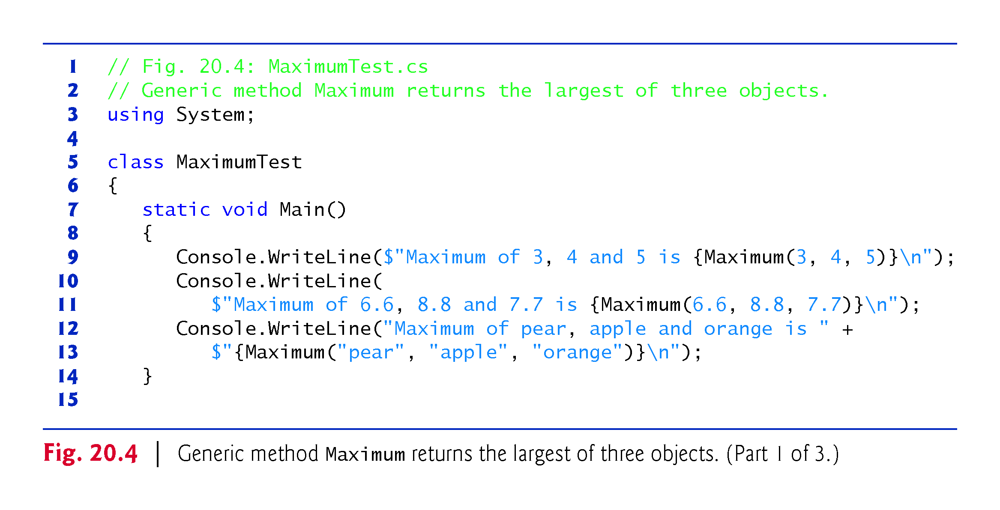 1 // Fig. 20.4: MaximumTest.cs
2 // Generic method Maximum returns the largest of three objects.
3 using System;
4
5 class MaximumTest
6 {
7    static void Main()
8    {
9       Console.WriteLine($"Maximum of 3, 4 and 5 is {Maximum(3, 4, 5)}\n");
10       Console.WriteLine(
11          $"Maximum of 6.6, 8.8 and 7.7 is {Maximum(6.6, 8.8, 7.7)}\n");
12       Console.WriteLine("Maximum of pear, apple and orange is " +
13          $"{Maximum("pear", "apple", "orange")}\n");
14    }
15
Fig. 20.4 | Generic method Maximum returns the largest of three objects. (Part 1 of 3.)